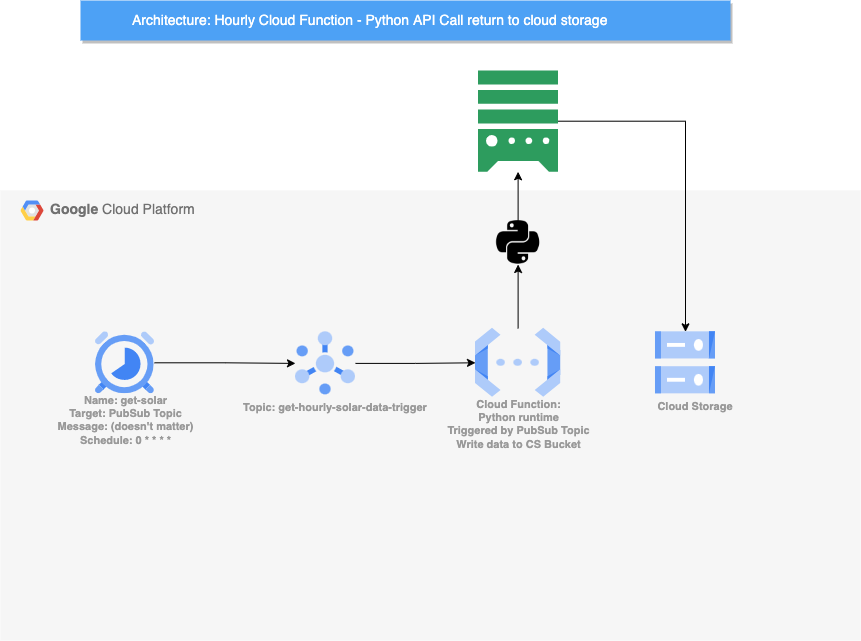 Architecture: Hourly Cloud Function - Python API Call return to cloud storage
Google Cloud Platform
Name: get-solar
Target: PubSub Topic
Message: (doesn't matter)
Schedule: 0 * * * *
Topic: get-hourly-solar-data-trigger
Cloud Function:
Python runtime
Triggered by PubSub Topic
Write data to CS Bucket
Cloud Storage